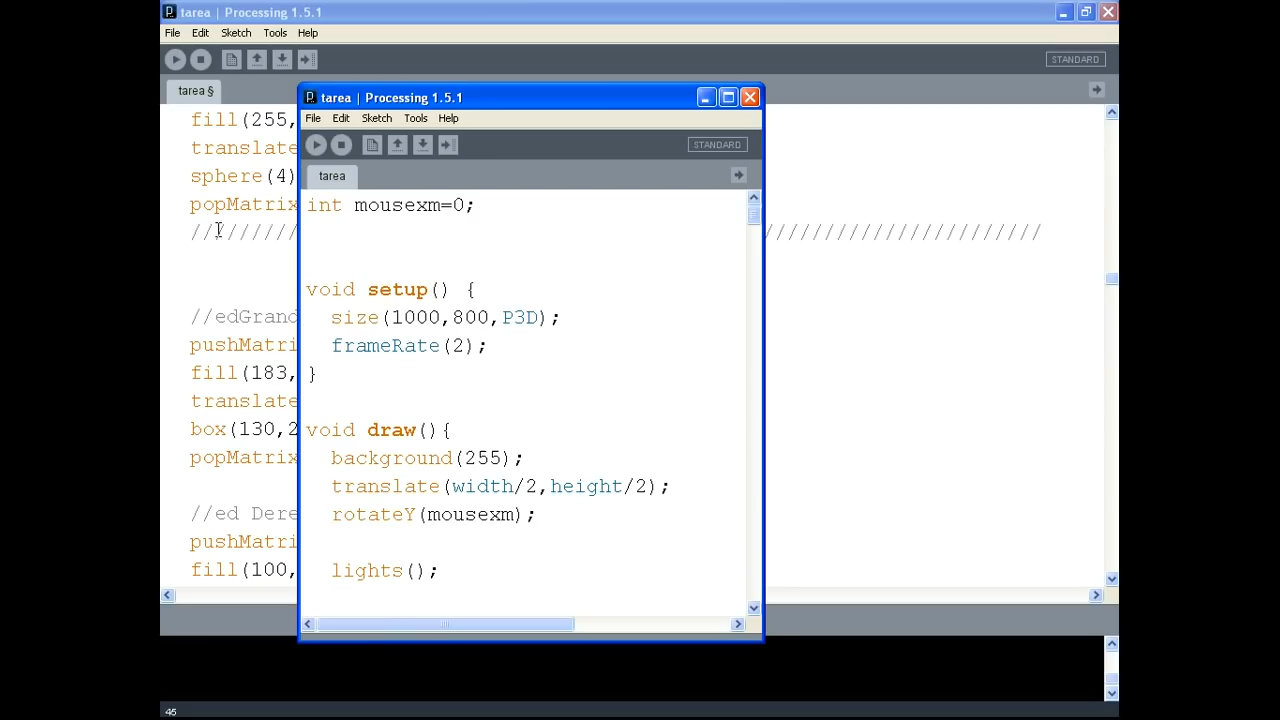 tarea | Processing 1.5.1
File Edit Sketch Tools Help
STANDARD
tarea §
fill(255,
translate
sphere(4)
popMatrix
//edGrand
pushMatri
fill(183,
translate
box(130,2
popMatrix
//ed Dere
pushMatri
fill(100,
45
tarea | Processing 1.5.1
File Edit Sketch Tools Help
STANDARD
tarea
int mousexm=0;
void setup() {
size(1000,800,P3D);
frameRate(2);
}
void draw(){
background(255);
translate(width/2,height/2);
rotateY(mousexm);
lights();